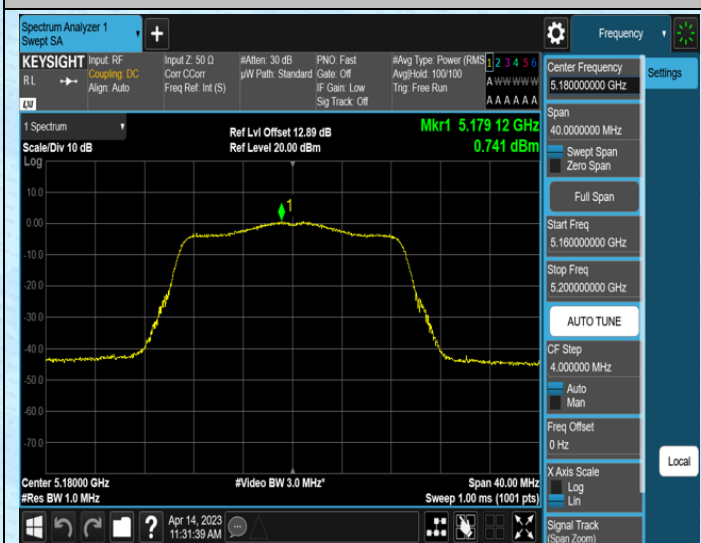 Spectrum Analyzer 1
Swept SA
Frequency
KEYSIGHT
R L
LXI
Input: RF
Coupling: DC
Align: Auto
Input Z: 50 Ω
Corr CCorr
Freq Ref: Int (S)
#Atten: 30 dB
µW Path: Standard
PNO: Fast
Gate: Off
IF Gain: Low
Sig Track: Off
#Avg Type: Power (RMS
Avg|Hold: 100/100
Trig: Free Run
1 2 3 4 5 6
A W W W W W
A A A A A A
1 Spectrum
Scale/Div 10 dB
Log
Ref Lvl Offset 12.89 dB
Ref Level 20.00 dBm
Mkr1 5.179 12 GHz
0.741 dBm
10.0
0.00
-10.0
-20.0
-30.0
-40.0
-50.0
-60.0
-70.0
1
Center 5.18000 GHz
#Res BW 1.0 MHz
#Video BW 3.0 MHz*
Span 40.00 MHz
Sweep 1.00 ms (1001 pts)
Apr 14, 2023
11:31:39 AM
?
Center Frequency
5.180000000 GHz
Span
40.0000000 MHz
Swept Span
Zero Span
Full Span
Start Freq
5.160000000 GHz
Stop Freq
5.200000000 GHz
AUTO TUNE
CF Step
4.000000 MHz
Auto
Man
Freq Offset
0 Hz
X Axis Scale
Log
Lin
Signal Track
(Span Zoom)
Settings
Local